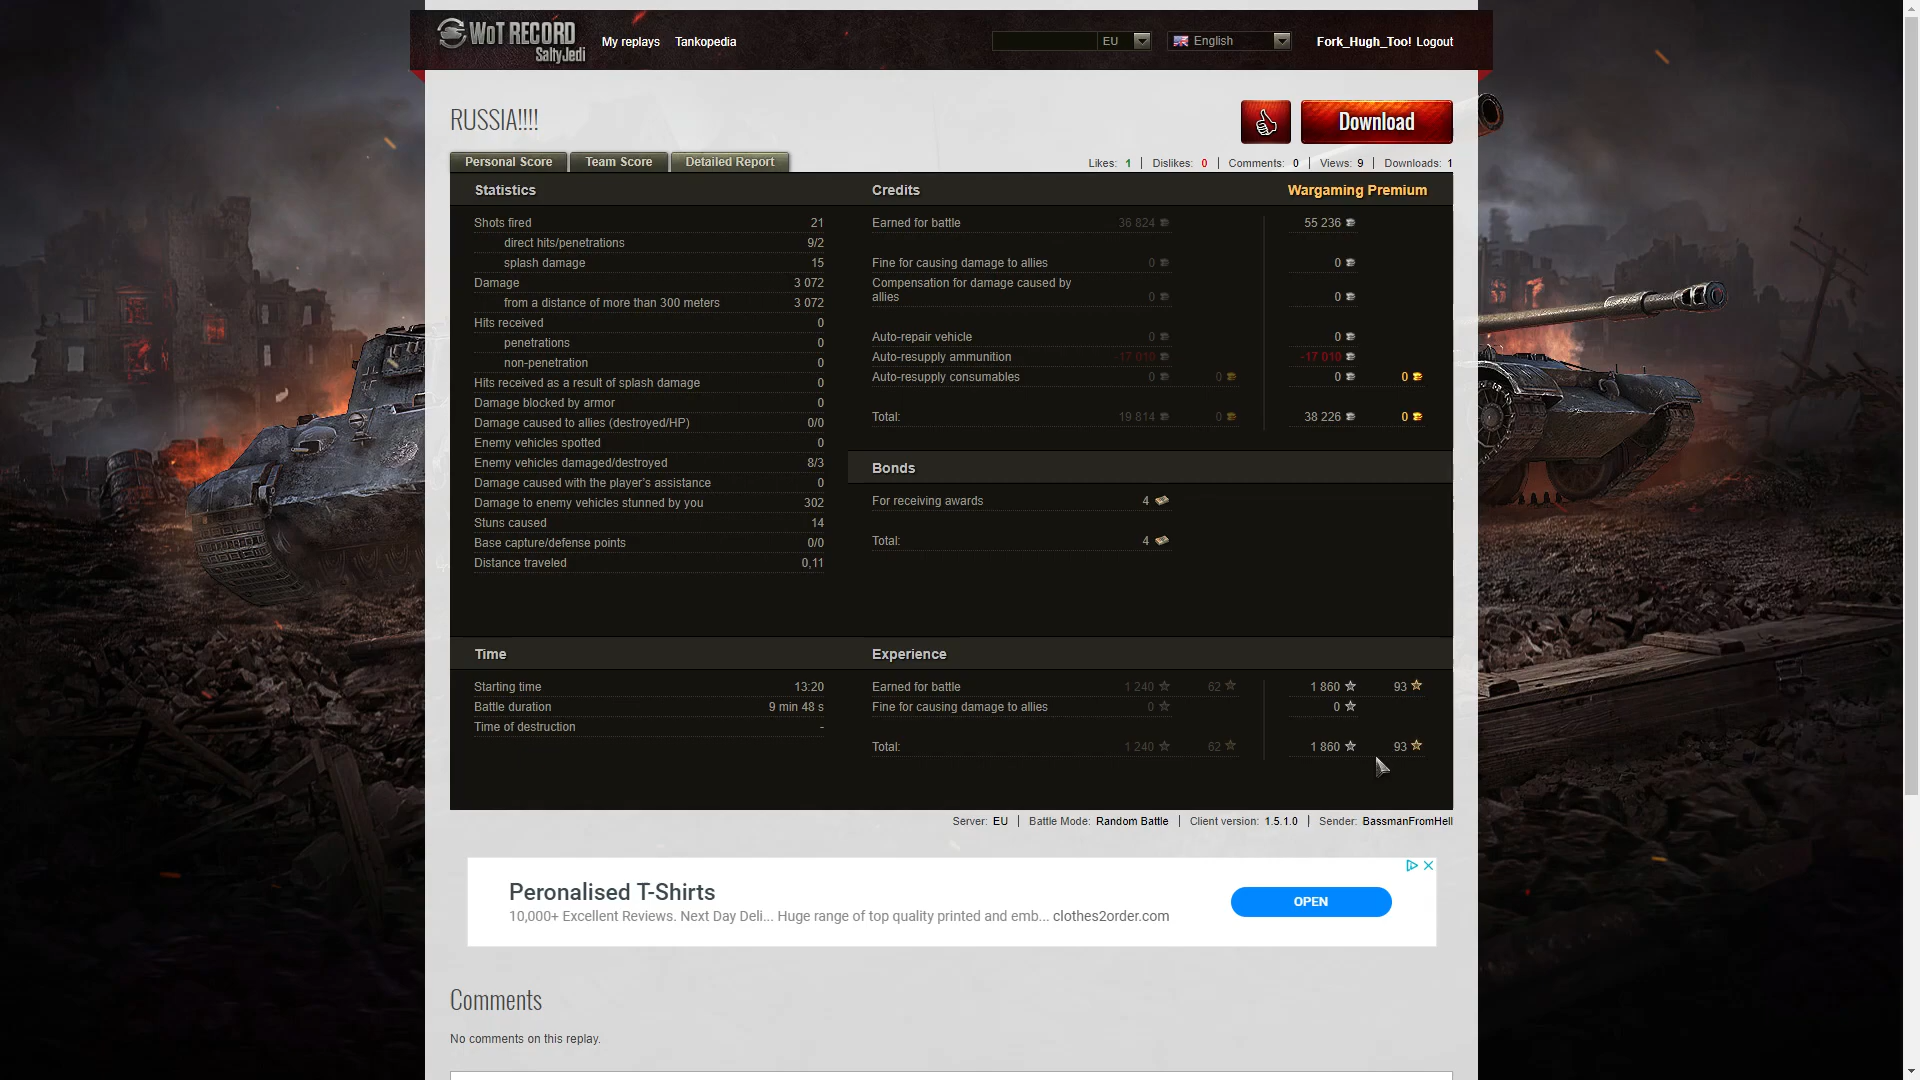 WoT RECORD
SaltyJedi
My replays Tankopedia
EU
English
Fork_Hugh_Too! Logout
RUSSIA!!!!
Download
Personal Score Team Score Detailed Report
Likes: 1 | Dislikes: 0 | Comments: 0 | Views: 9 | Downloads: 1
Statistics
Shots fired 21
direct hits/penetrations 9/2
splash damage 15
Damage 3 072
from a distance of more than 300 meters 3 072
Hits received 0
penetrations 0
non-penetration 0
Hits received as a result of splash damage 0
Damage blocked by armor 0
Damage caused to allies (destroyed/HP) 0/0
Enemy vehicles spotted 0
Enemy vehicles damaged/destroyed 8/3
Damage caused with the player's assistance 0
Damage to enemy vehicles stunned by you 302
Stuns caused 14
Base capture/defense points 0/0
Distance traveled 0,11
Credits Wargaming Premium
Earned for battle 36 824 55 236
Fine for causing damage to allies 0 0
Compensation for damage caused by
allies 0 0
Auto-repair vehicle 0 0
Auto-resupply ammunition -17 010 -17 010
Auto-resupply consumables 0 0 0 0
Total: 19 814 0 38 226 0
Bonds
For receiving awards 4
Total: 4
Time
Starting time 13:20
Battle duration 9 min 48 s
Time of destruction -
Experience
Earned for battle 1 240 62 1 860 93
Fine for causing damage to allies 0 0
Total: 1 240 62 1 860 93
Server: EU | Battle Mode: Random Battle | Client version: 1.5.1.0 | Sender: BassmanFromHell
Peronalised T-Shirts
10,000+ Excellent Reviews. Next Day Deli... Huge range of top quality printed and emb... clothes2order.com
OPEN
Comments
No comments on this replay.